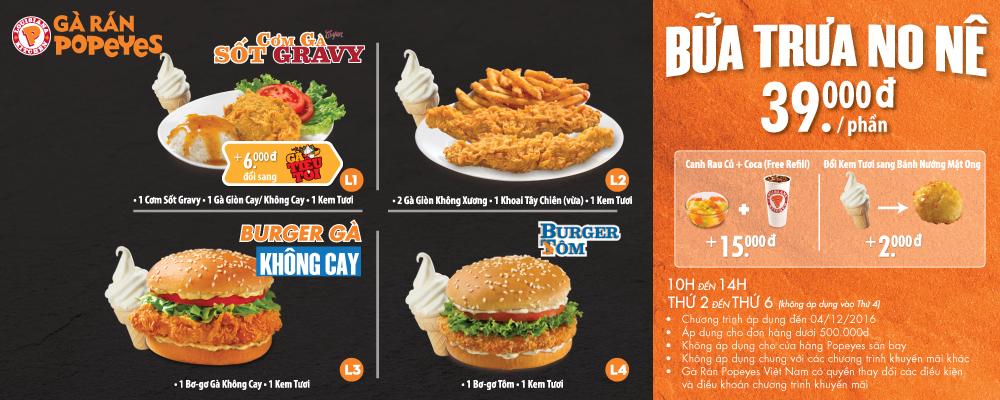 LOUISIANA
KITCHEN
GÀ RÁN
POPEYES
Cơm Gà
SỐT GRAVY
+6.000 đ
đổi sang
GÀ
TIÊU
TỎI
L1
• 1 Cơm Sốt Gravy • 1 Gà Giòn Cay/ Không Cay • 1 Kem Tươi
L2
• 2 Gà Giòn Không Xương • 1 Khoai Tây Chiên (vừa) • 1 Kem Tươi
BURGER GÀ
KHÔNG CAY
L3
• 1 Bơ-gơ Gà Không Cay • 1 Kem Tươi
BURGER
TÔM
L4
• 1 Bơ-gơ Tôm • 1 Kem Tươi
BỮA TRƯA NO NÊ
39.000 đ
/ phần
Canh Rau Củ + Coca (Free Refill)
+
+15.000 đ
Đổi Kem Tươi sang Bánh Nướng Mật Ong
+2.000 đ
10H ĐẾN 14H
THỨ 2 ĐẾN THỨ 6 (không áp dụng vào Thứ 4)
• Chương trình áp dụng đến 04/12/2016
• Áp dụng cho đơn hàng dưới 500.000đ
• Không áp dụng cho cửa hàng Popeyes sân bay
• Không áp dụng chung với các chương trình khuyến mãi khác
• Gà Rán Popeyes Việt Nam có quyền thay đổi các điều kiện
và điều khoản chương trình khuyến mãi